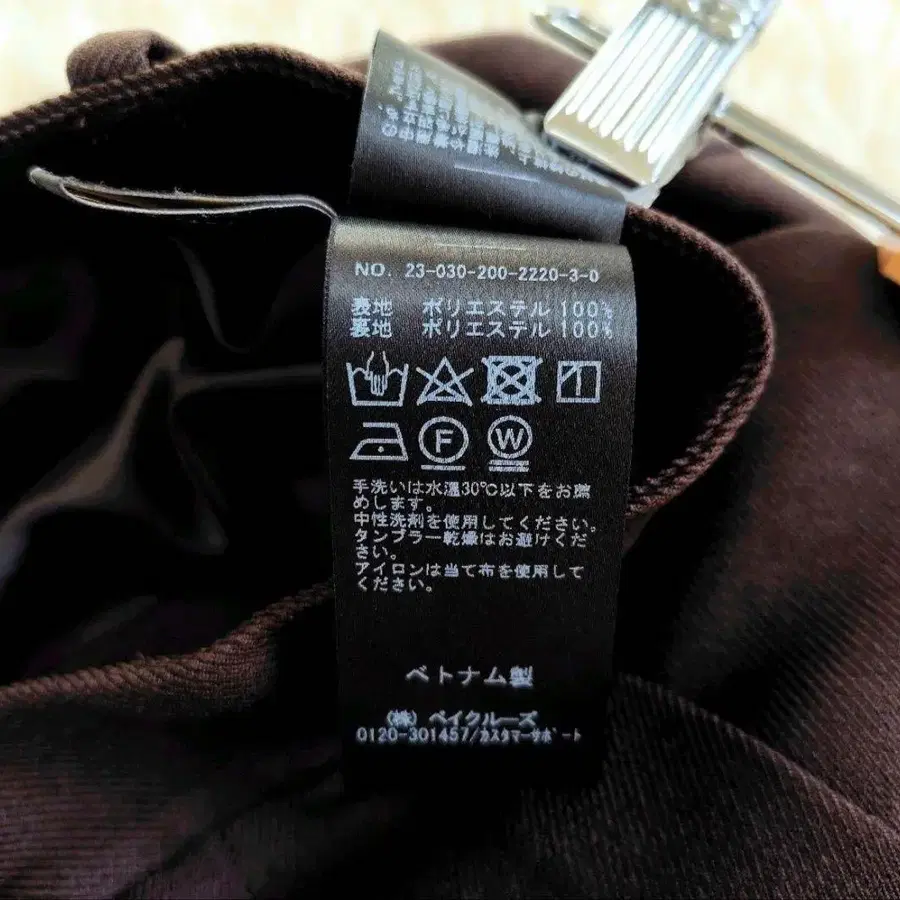 NO. 23-030-200-2220-3-0
表地 ポリエステル 100%
裏地 ポリエステル 100%
F W
手洗いは水温30℃以下をお薦
めします。
中性洗剤を使用してください。
タンブラー乾燥はお避けくだ
さい。
アイロンは当て布を使用して
ください。
ベトナム製
(株) ベイクルーズ
0120-301457/カスタマーサポート